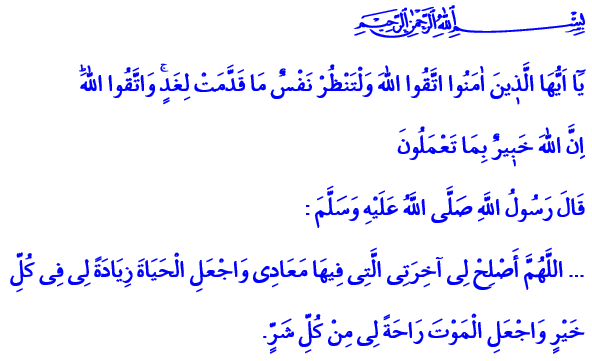 بِسْمِ اللّٰهِ الرَّحْمٰنِ الرَّحِيمِ
يَٓا اَيُّهَا الَّذ۪ينَ اٰمَنُوا اتَّقُوا اللّٰهَ وَلْتَنْظُرْ نَفْسٌ مَا قَدَّمَتْ لِغَدٍۚ وَاتَّقُوا اللّٰهَۜ
اِنَّ اللّٰهَ خَب۪يرٌ بِمَا تَعْمَلُونَ
قَالَ رَسُولُ اللَّهِ صَلَّى اللَّهُ عَلَيْهِ وَسَلَّمَ :
... اللَّهُمَّ أَصْلِحْ لِى آخِرَتِى الَّتِى فِيهَا مَعَادِى وَاجْعَلِ الْحَيَاةَ زِيَادَةً لِى فِى كُلِّ
خَيْرٍ وَاجْعَلِ الْمَوْتَ رَاحَةً لِى مِنْ كُلِّ شَرٍّ.